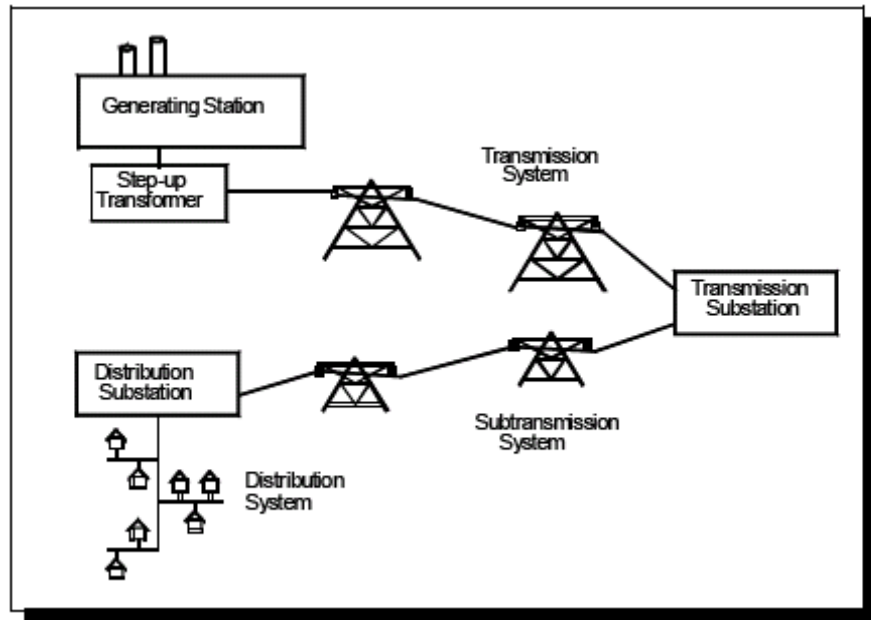 Generating Station
Step-up
Transformer
Transmission
System
Transmission
Substation
Distribution
Substation
Subtransmission
System
Distribution
System